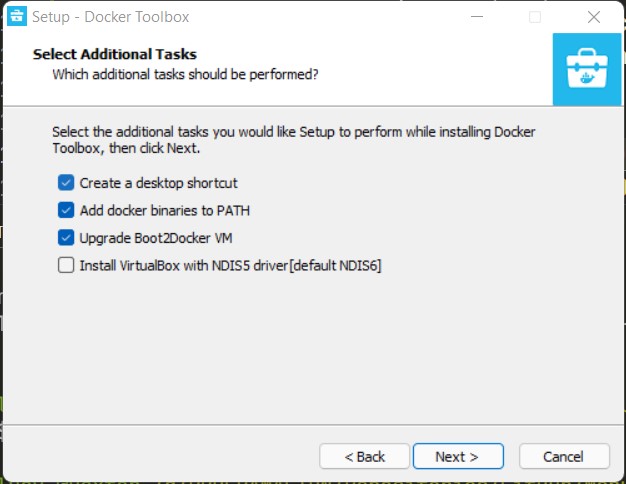 Setup - Docker Toolbox
Select Additional Tasks
Which additional tasks should be performed?
Select the additional tasks you would like Setup to perform while installing Docker
Toolbox, then click Next.
Create a desktop shortcut
Add docker binaries to PATH
Upgrade Boot2Docker VM
Install VirtualBox with NDIS5 driver[default NDIS6]
< Back
Next >
Cancel